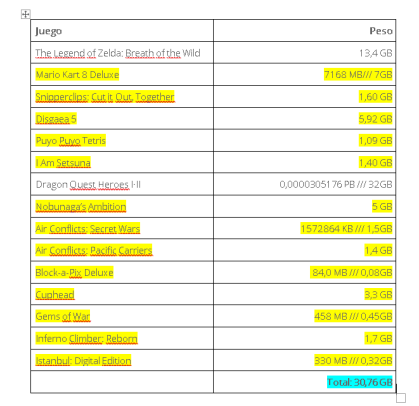 Juego Peso
The Legend of Zelda: Breath of the Wild 13,4 GB
Mario Kart 8 Deluxe 7168 MB/// 7GB
Snipperclips: Cut it Out, Together 1,60 GB
Disgaea 5 5,92 GB
Puyo Puyo Tetris 1,09 GB
I Am Setsuna 1,40 GB
Dragon Quest Heroes I-II 0,0000305176 PB /// 32GB
Nobunaga's Ambition 5 GB
Air Conflicts: Secret Wars 1572864 KB /// 1,5GB
Air Conflicts: Pacific Carriers 1,4 GB
Block-a-Pix Deluxe 84,0 MB /// 0,08GB
Cuphead 3,3 GB
Gems of War 458 MB /// 0,45GB
Inferno Climber: Reborn 1,7 GB
Istanbul: Digital Edition 330 MB /// 0,32GB
Total: 30,76 GB